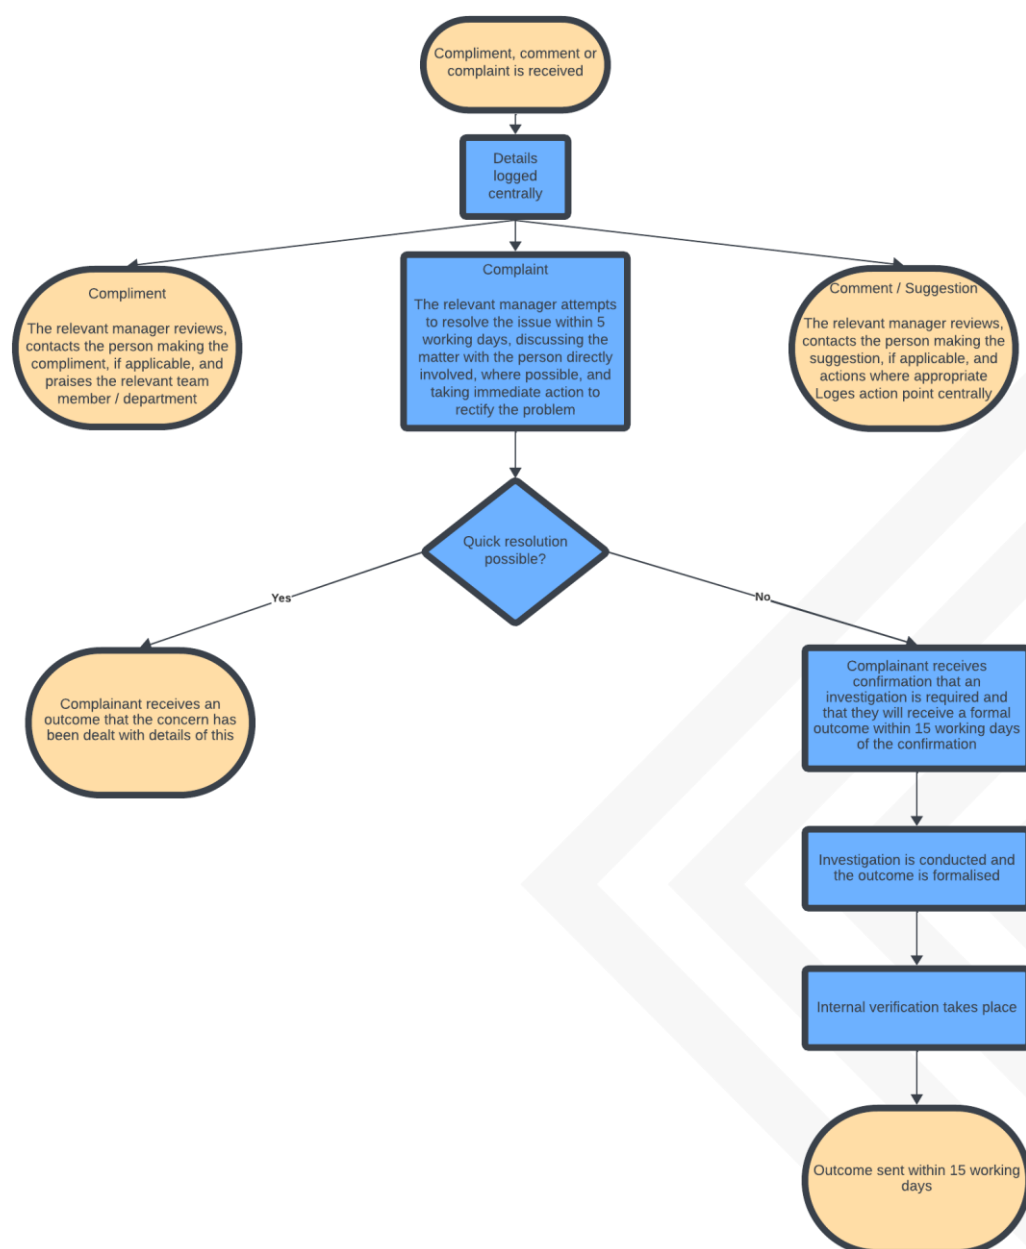 Compliment, comment or
complaint is received
Details
logged
centrally
Compliment
The relevant manager reviews,
contacts the person making the
compliment, if applicable, and
praises the relevant team
member / department
Complaint
The relevant manager attempts
to resolve the issue within 5
working days, discussing the
matter with the person directly
involved, where possible, and
taking immediate action to
rectify the problem
Comment / Suggestion
The relevant manager reviews,
contacts the person making the
suggestion, if applicable, and
actions where appropriate
Loges action point centrally
Quick resolution
possible?
Yes
No
Complainant receives an
outcome that the concern has
been dealt with details of this
Complainant receives
confirmation that an
investigation is required and
that they will receive a formal
outcome within 15 working days
of the confirmation
Investigation is conducted and
the outcome is formalised
Internal verification takes place
Outcome sent within 15 working
days